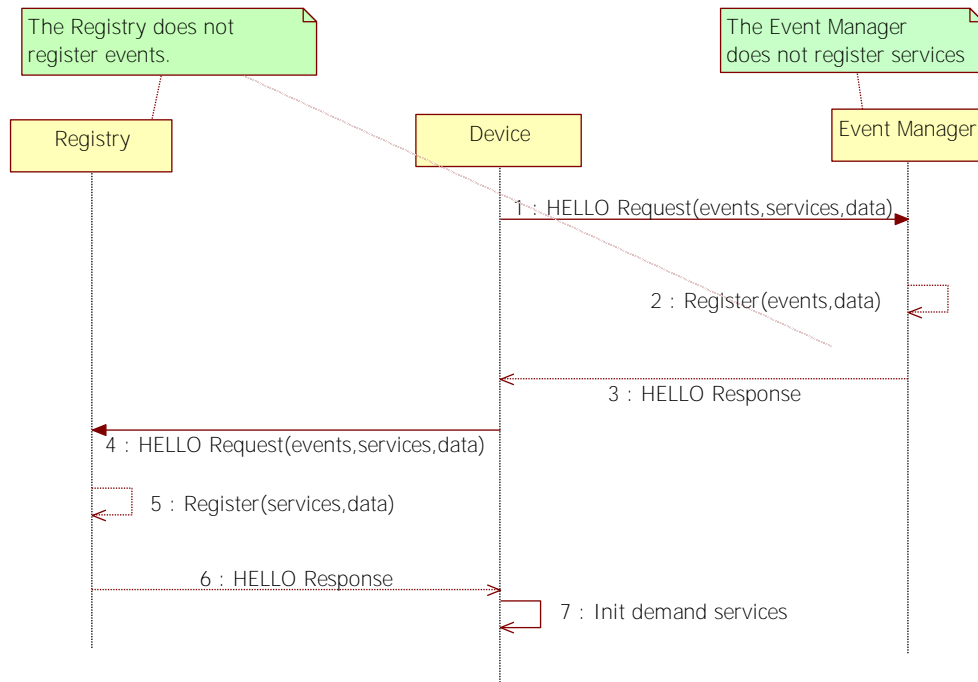 The Registry does not
register events.
The Event Manager
does not register services
Registry
Device
Event Manager
1 : HELLO Request(events,services,data)
2 : Register(events,data)
3 : HELLO Response
4 : HELLO Request(events,services,data)
5 : Register(services,data)
6 : HELLO Response
7 : Init demand services